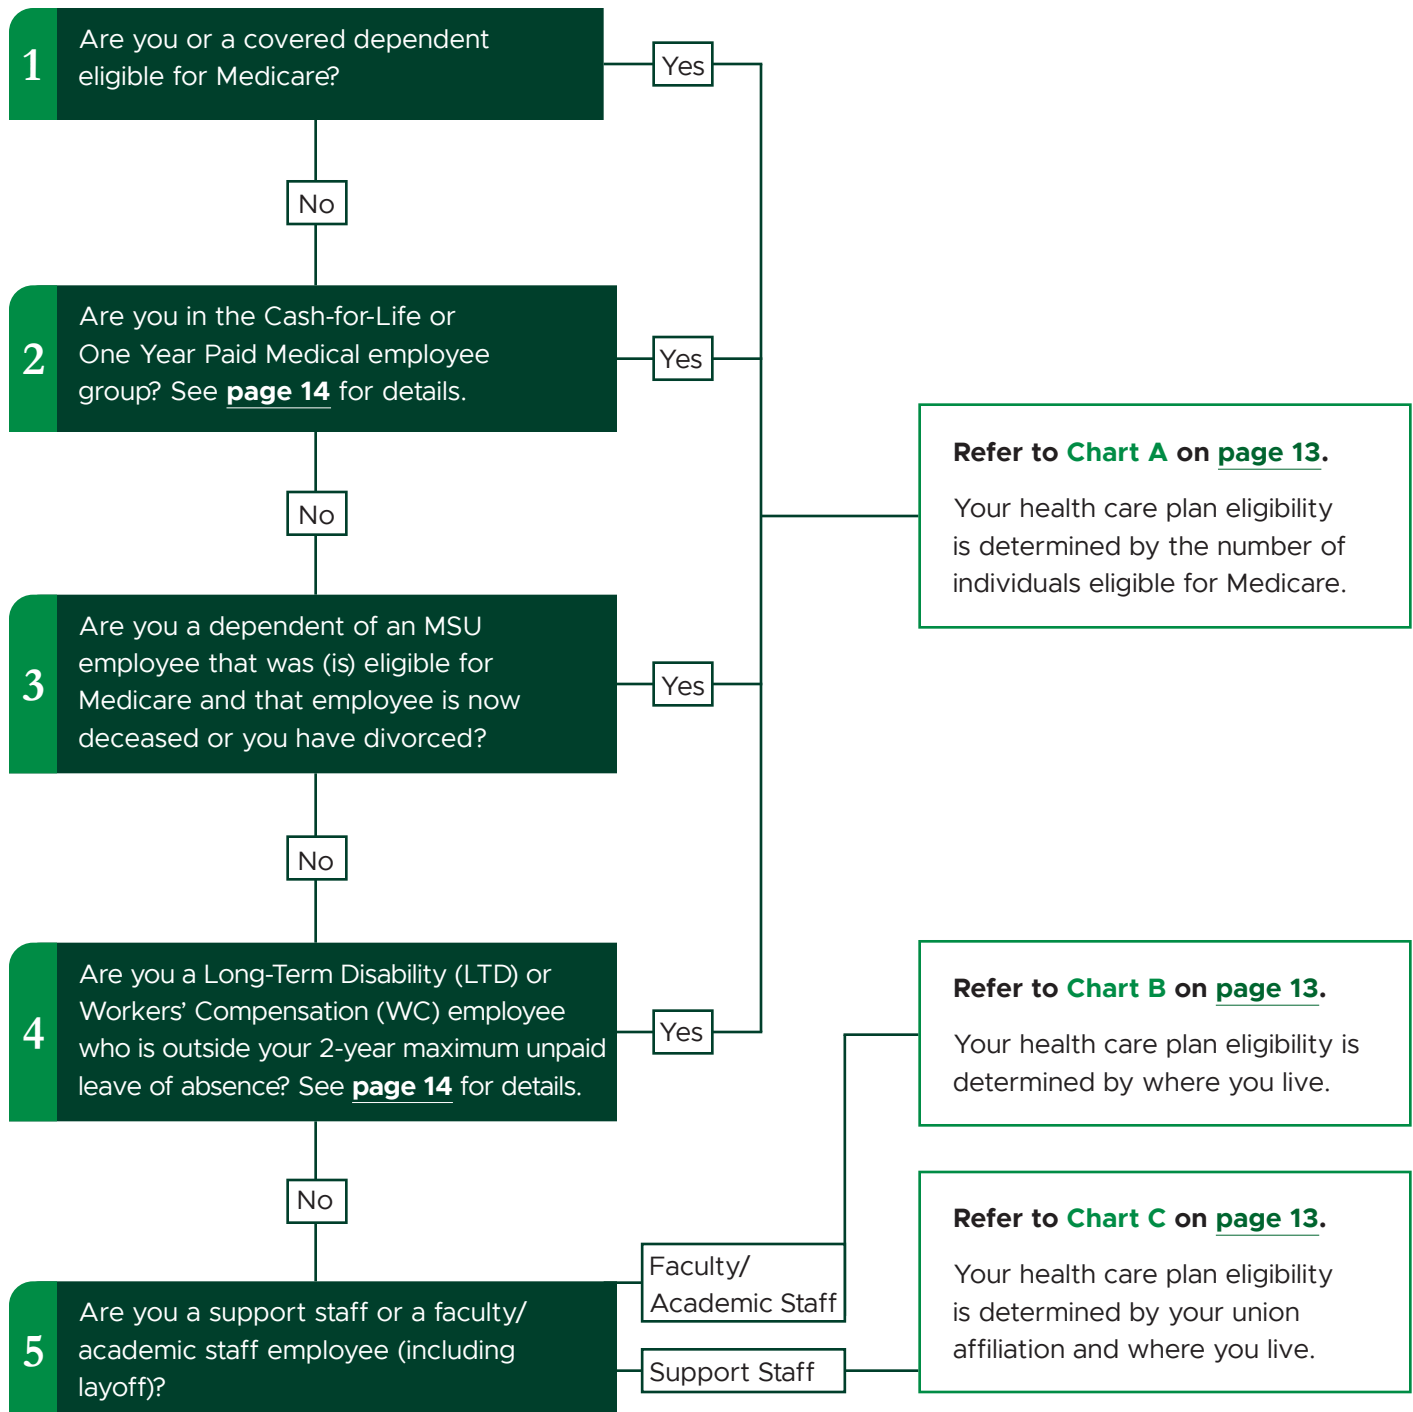 1
Are you or a covered dependent
eligible for Medicare?
Yes
No
2
Are you in the Cash-for-Life or
One Year Paid Medical employee
group? See page 14 for details.
Yes
No
3
Are you a dependent of an MSU
employee that was (is) eligible for
Medicare and that employee is now
deceased or you have divorced?
Yes
No
4
Are you a Long-Term Disability (LTD) or
Workers’ Compensation (WC) employee
who is outside your 2-year maximum unpaid
leave of absence? See page 14 for details.
Yes
No
5
Are you a support staff or a faculty/
academic staff employee (including
layoff)?
Faculty/
Academic Staff
Support Staff
Refer to Chart A on page 13.
Your health care plan eligibility
is determined by the number of
individuals eligible for Medicare.
Refer to Chart B on page 13.
Your health care plan eligibility is
determined by where you live.
Refer to Chart C on page 13.
Your health care plan eligibility
is determined by your union
affiliation and where you live.